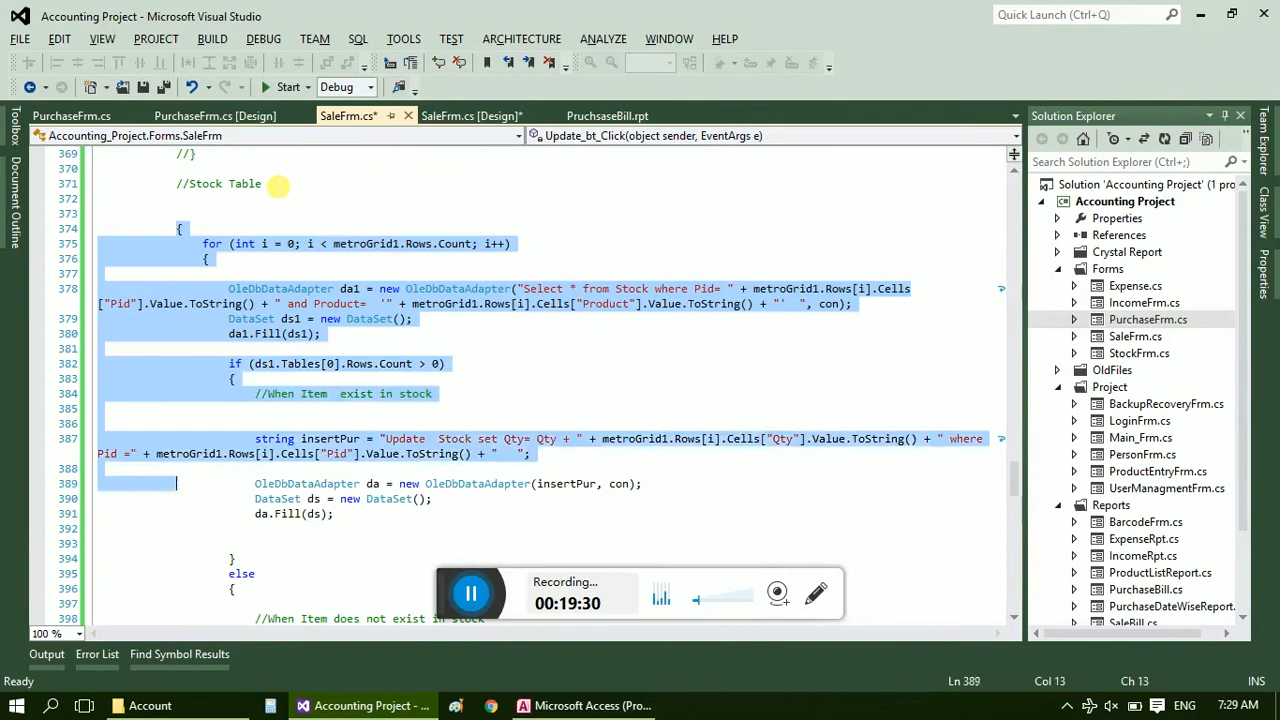 Accounting Project - Microsoft Visual Studio
Quick Launch (Ctrl+Q)
FILE EDIT VIEW PROJECT BUILD DEBUG TEAM SQL TOOLS TEST ARCHITECTURE ANALYZE WINDOW HELP
Start Debug
PurchaseFrm.cs PurchaseFrm.cs [Design] SaleFrm.cs* SaleFrm.cs [Design]* PruchsaeBill.rpt
Accounting_Project.Forms.SaleFrm Update_bt_Click(object sender, EventArgs e)
369 //}
370
371 //Stock Table
372
373
374 {
375 for (int i = 0; i < metroGrid1.Rows.Count; i++)
376 {
377
378 OleDbDataAdapter da1 = new OleDbDataAdapter("Select * from Stock where Pid= " + metroGrid1.Rows[i].Cells
["Pid"].Value.ToString() + " and Product= '" + metroGrid1.Rows[i].Cells["Product"].Value.ToString() + "' ", con);
379 DataSet ds1 = new DataSet();
380 da1.Fill(ds1);
381
382 if (ds1.Tables[0].Rows.Count > 0)
383 {
384 //When Item exist in stock
385
386
387 string insertPur = "Update Stock set Qty= Qty + " + metroGrid1.Rows[i].Cells["Qty"].Value.ToString() + " where
Pid =" + metroGrid1.Rows[i].Cells["Pid"].Value.ToString() + " ";
388
389 OleDbDataAdapter da = new OleDbDataAdapter(insertPur, con);
390 DataSet ds = new DataSet();
391 da.Fill(ds);
392
393
394 }
395 else
396 {
397
398 //When Item does not exist in stock
100 %
Toolbox
Document Outline
Solution Explorer
Search Solution Explorer (Ctrl+;)
Solution 'Accounting Project' (1 pro
Accounting Project
Properties
References
Crystal Report
Forms
Expense.cs
IncomeFrm.cs
PurchaseFrm.cs
SaleFrm.cs
StockFrm.cs
OldFiles
Project
BackupRecoveryFrm.cs
LoginFrm.cs
Main_Frm.cs
PersonFrm.cs
ProductEntryFrm.cs
UserManagmentFrm.cs
Reports
BarcodeFrm.cs
ExpenseRpt.cs
IncomeRpt.cs
ProductListReport.cs
PurchaseBill.cs
PurchaseDateWiseReport.
SaleBill.cs
Team Explorer
Class View
Properties
Recording...
00:19:30
Output Error List Find Symbol Results
Ready Ln 389 Col 13 Ch 13 INS
Account Accounting Project - ... Microsoft Access (Pro... ENG 7:29 AM